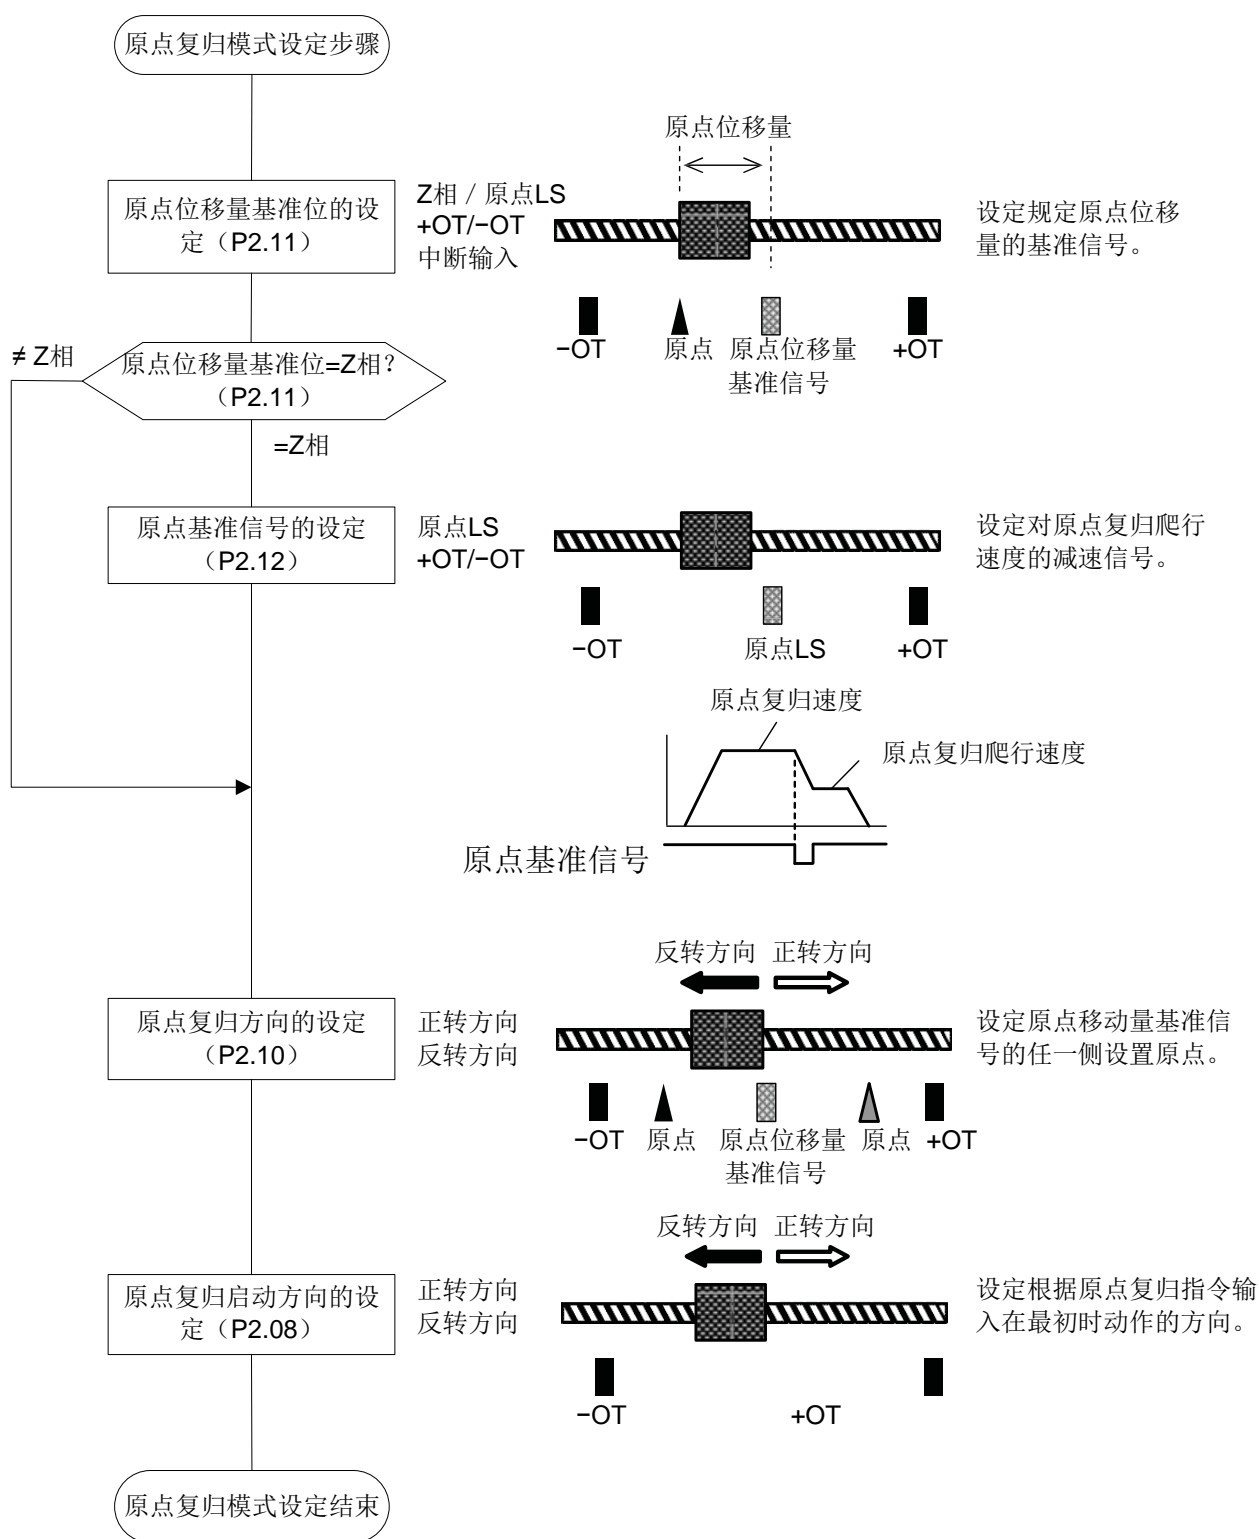 原点复归模式设定步骤
原点位移量
原点位移量基准位的设
定（P2.11）
Z相 / 原点LS
+OT/−OT
中断输入
设定规定原点位移
量的基准信号。
−OT
原点
原点位移量
基准信号
+OT
≠ Z相
原点位移量基准位=Z相？
（P2.11）
=Z相
原点基准信号的设定
（P2.12）
原点LS
+OT/−OT
设定对原点复归爬行
速度的减速信号。
−OT
原点LS
+OT
原点复归速度
原点复归爬行速度
原点基准信号
反转方向
正转方向
原点复归方向的设定
（P2.10）
正转方向
反转方向
设定原点移动量基准信
号的任一侧设置原点。
−OT
原点
原点位移量
基准信号
原点
+OT
反转方向
正转方向
原点复归启动方向的设
定（P2.08）
正转方向
反转方向
设定根据原点复归指令输
入在最初时动作的方向。
−OT
+OT
原点复归模式设定结束